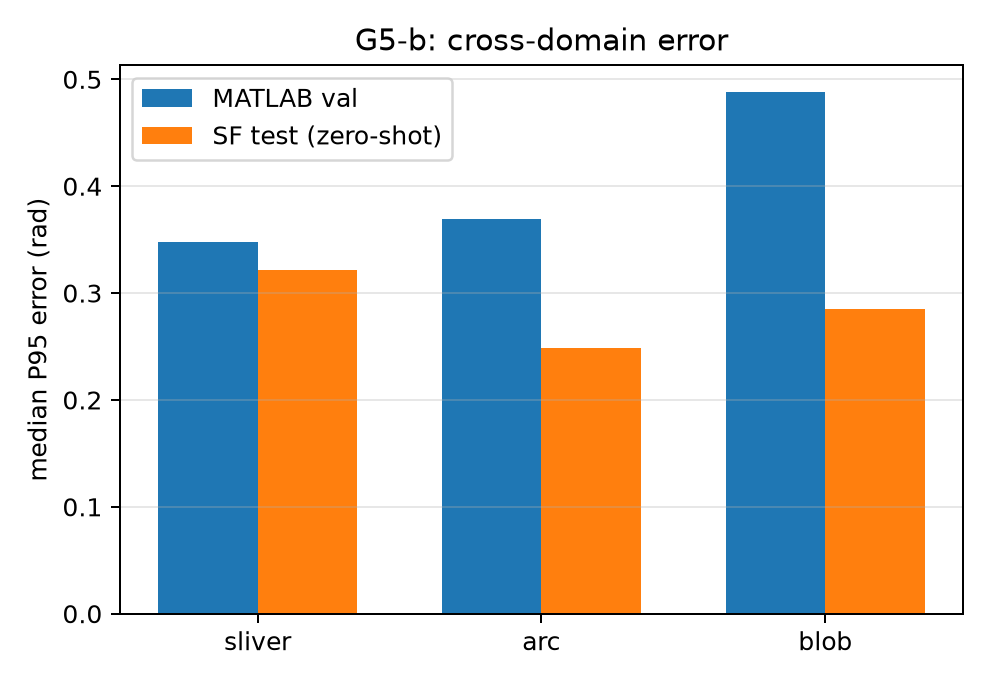 G5-b: cross-domain error
MATLAB val
SF test (zero-shot)
median P95 error (rad)
0.5
0.4
0.3
0.2
0.1
0.0
sliver
arc
blob